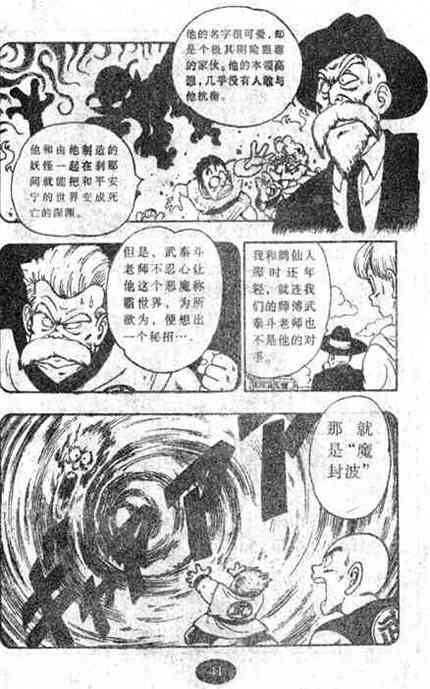 他的名字很可爱，却
是个极其阴险毒辣
的家伙。他的本领高
强，几乎没有人敢与
他抗衡。
他和由他制造的
妖怪一起在刹那
间就能把和平安
宁的世界变成死
亡的深渊。
我和鹤仙人
那时还年
轻，就连我
们的师傅武
泰斗老师也
不是他的对
手。
但是，武泰斗
老师不忍心让
他这个恶魔称
霸世界，为所
欲为，便想出
一个秘招…
那就
是“魔
封波”
41